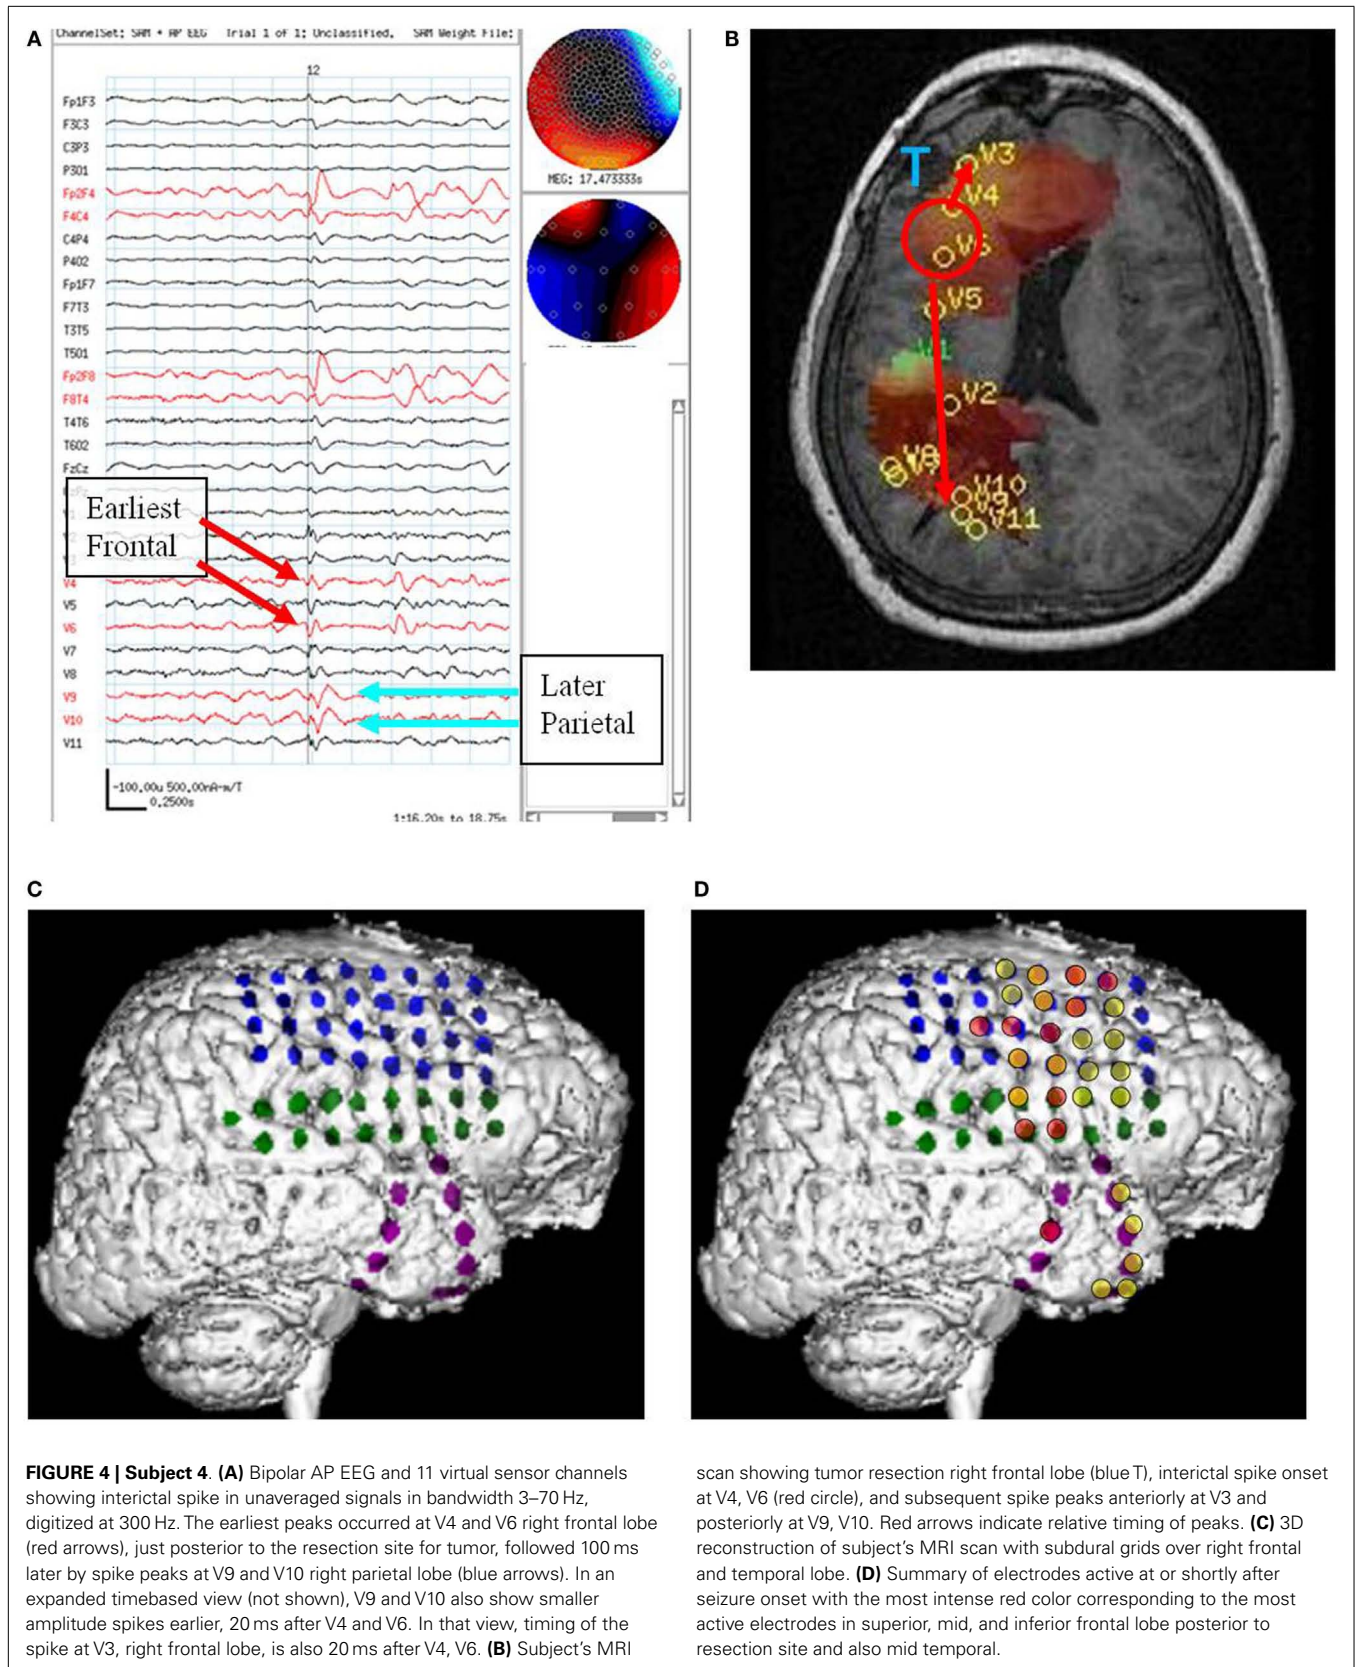 A
ChannelSet: SAM + AP EEG Trial 1 of 1: Unclassified. SAM Weight File:
12
Fp1F3
F3C3
C3P3
P3O1
Fp2F4
F4C4
C4P4
P4O2
Fp1F7
F7T3
T3T5
T5O1
Fp2F8
F8T4
T4T6
T6O2
FzCz
V4
V5
V6
V7
V8
V9
V10
V11
Earliest
Frontal
Later
Parietal
MEG: 17.473333s
-100.00u 500.00nA-m/T
0.2500s
1:16.20s to 18.75s
B
T
V3
V4
V6
V5
V1
V2
V8
V10
V9
V11
C
D
FIGURE 4 | Subject 4. (A) Bipolar AP EEG and 11 virtual sensor channels
showing interictal spike in unaveraged signals in bandwidth 3–70 Hz,
digitized at 300 Hz. The earliest peaks occurred at V4 and V6 right frontal lobe
(red arrows), just posterior to the resection site for tumor, followed 100 ms
later by spike peaks at V9 and V10 right parietal lobe (blue arrows). In an
expanded timebased view (not shown), V9 and V10 also show smaller
amplitude spikes earlier, 20 ms after V4 and V6. In that view, timing of the
spike at V3, right frontal lobe, is also 20 ms after V4, V6. (B) Subject's MRI
scan showing tumor resection right frontal lobe (blue T), interictal spike onset
at V4, V6 (red circle), and subsequent spike peaks anteriorly at V3 and
posteriorly at V9, V10. Red arrows indicate relative timing of peaks. (C) 3D
reconstruction of subject's MRI scan with subdural grids over right frontal
and temporal lobe. (D) Summary of electrodes active at or shortly after
seizure onset with the most intense red color corresponding to the most
active electrodes in superior, mid, and inferior frontal lobe posterior to
resection site and also mid temporal.